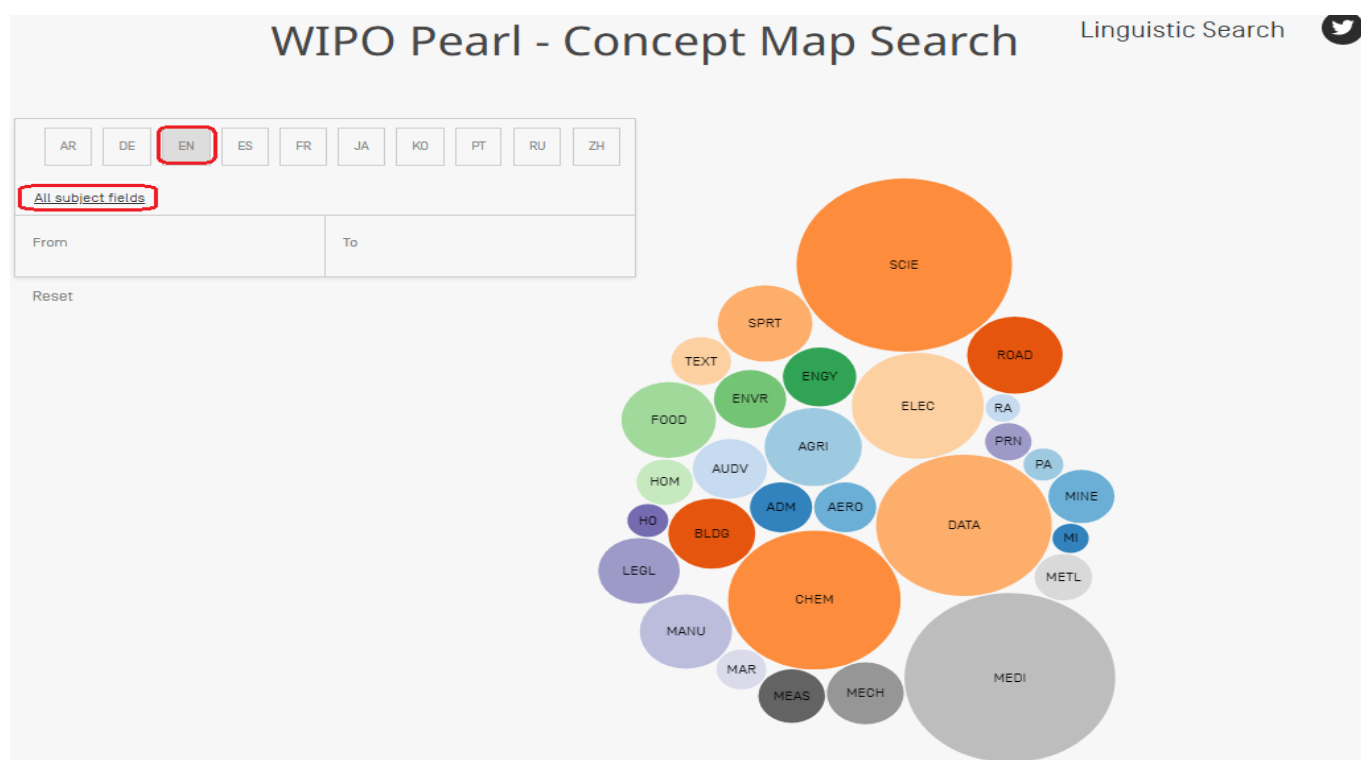 WIPO Pearl - Concept Map Search
Linguistic Search
AR DE EN ES FR JA KO PT RU ZH
All subject fields
From To
Reset
SCIE
SPRT
ROAD
TEXT
ENGY
ENVR
ELEC
RA
FOOD
PRN
AGRI
PA
AUDV
HOM
MINE
ADM
AERO
HO
DATA
BLDG
MI
LEGL
METL
CHEM
MANU
MAR
MEDI
MECH
MEAS